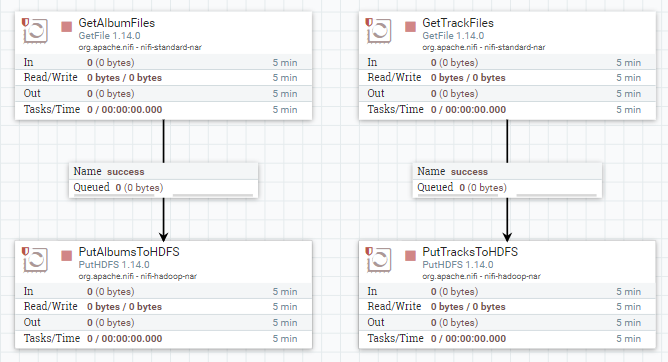 GetAlbumFiles
GetFile 1.14.0
org.apache.nifi - nifi-standard-nar
In 0 (0 bytes) 5 min
Read/Write 0 bytes / 0 bytes 5 min
Out 0 (0 bytes) 5 min
Tasks/Time 0 / 00:00:00.000 5 min
Name success
Queued 0 (0 bytes)
PutAlbumsToHDFS
PutHDFS 1.14.0
org.apache.nifi - nifi-hadoop-nar
In 0 (0 bytes) 5 min
Read/Write 0 bytes / 0 bytes 5 min
Out 0 (0 bytes) 5 min
Tasks/Time 0 / 00:00:00.000 5 min
GetTrackFiles
GetFile 1.14.0
org.apache.nifi - nifi-standard-nar
In 0 (0 bytes) 5 min
Read/Write 0 bytes / 0 bytes 5 min
Out 0 (0 bytes) 5 min
Tasks/Time 0 / 00:00:00.000 5 min
Name success
Queued 0 (0 bytes)
PutTracksToHDFS
PutHDFS 1.14.0
org.apache.nifi - nifi-hadoop-nar
In 0 (0 bytes) 5 min
Read/Write 0 bytes / 0 bytes 5 min
Out 0 (0 bytes) 5 min
Tasks/Time 0 / 00:00:00.000 5 min